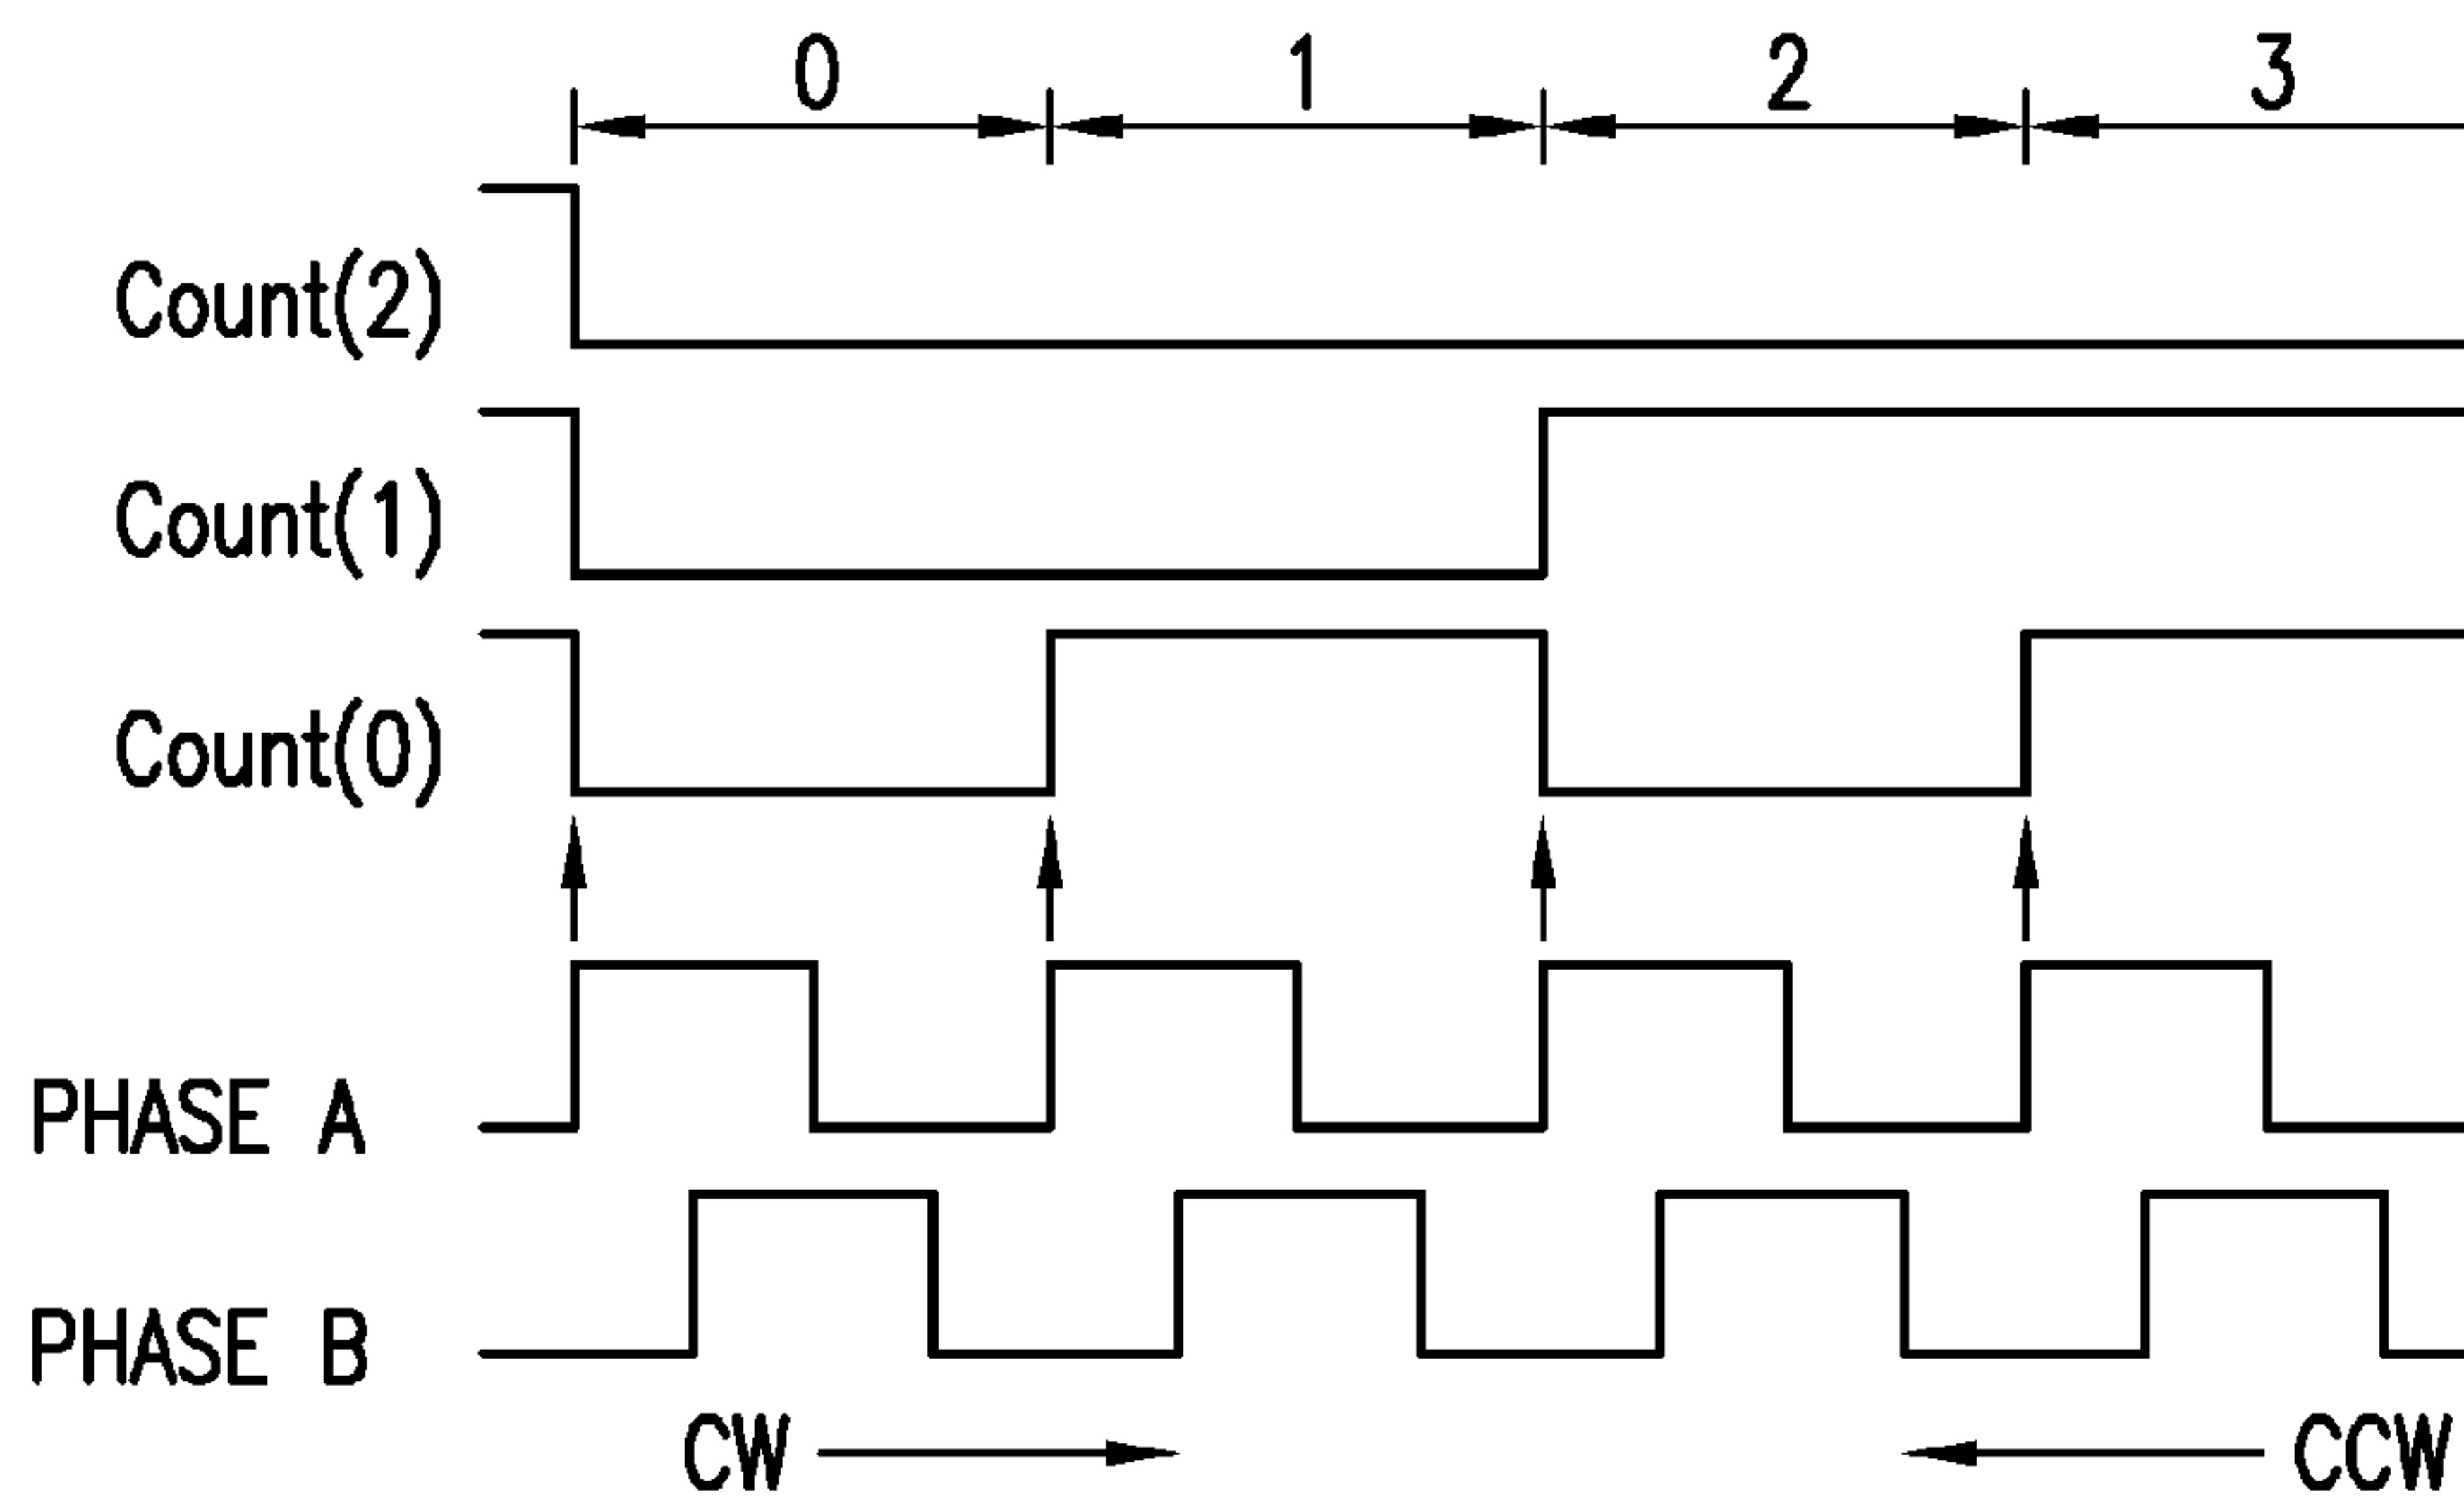 0 1 2 3
Count(2)
Count(1)
Count(0)
PHASE A
PHASE B
CW CCW